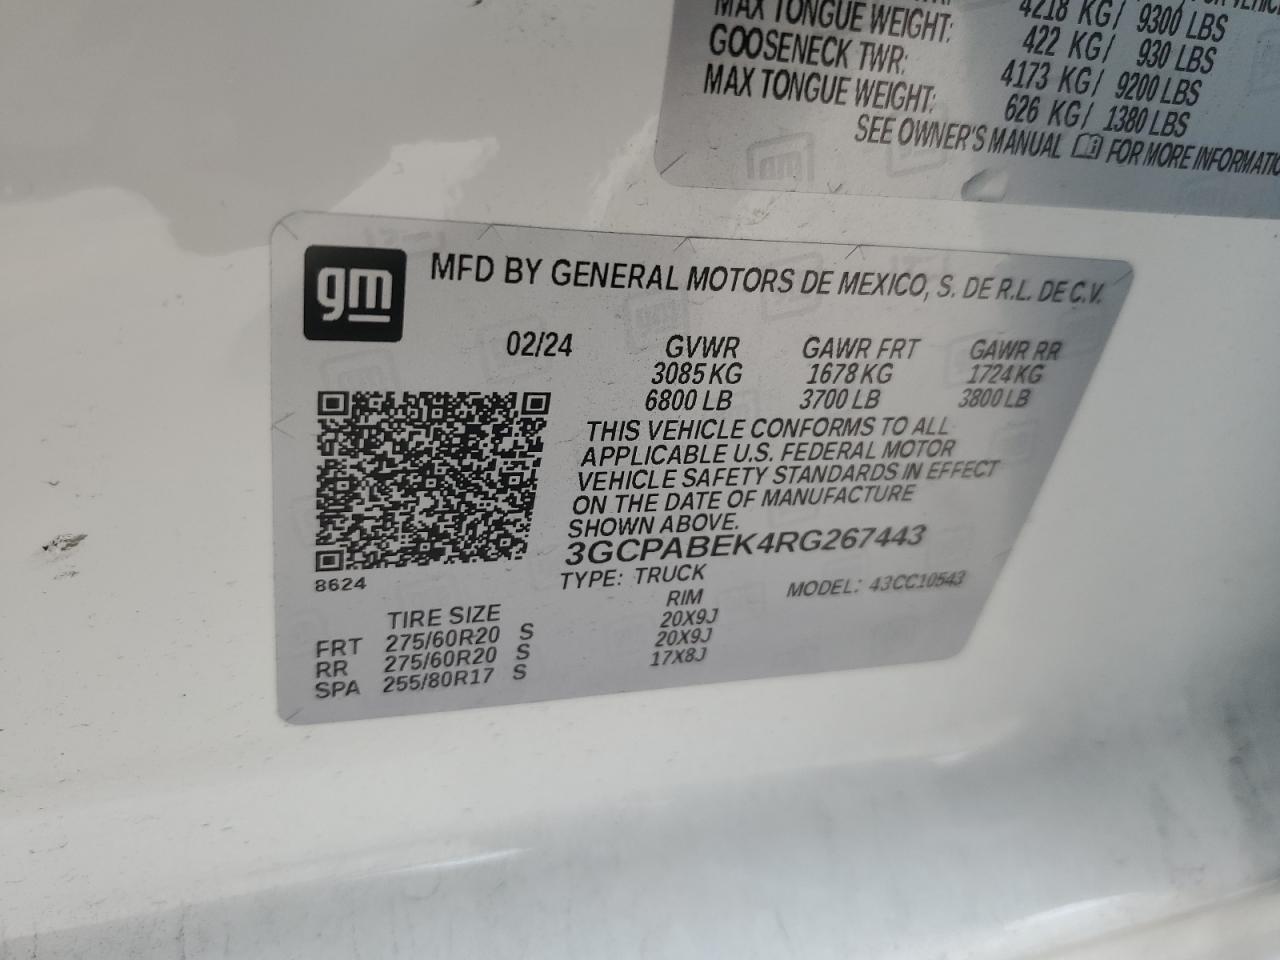 4218 KG/ 9300 LBS
MAX TONGUE WEIGHT: 422 KG/ 930 LBS
GOOSENECK TWR: 4173 KG/ 9200 LBS
MAX TONGUE WEIGHT: 626 KG/ 1380 LBS
SEE OWNER'S MANUAL FOR MORE INFORMATIO
gm
MFD BY GENERAL MOTORS DE MEXICO, S. DE R.L. DE C.V.
02/24 GVWR GAWR FRT GAWR RR
3085 KG 1678 KG 1724 KG
6800 LB 3700 LB 3800 LB
THIS VEHICLE CONFORMS TO ALL
APPLICABLE U.S. FEDERAL MOTOR
VEHICLE SAFETY STANDARDS IN EFFECT
ON THE DATE OF MANUFACTURE
SHOWN ABOVE.
3GCPABEK4RG267443
8624
TYPE: TRUCK MODEL: 43CC10543
TIRE SIZE RIM
FRT 275/60R20 S 20X9J
RR 275/60R20 S 20X9J
SPA 255/80R17 S 17X8J